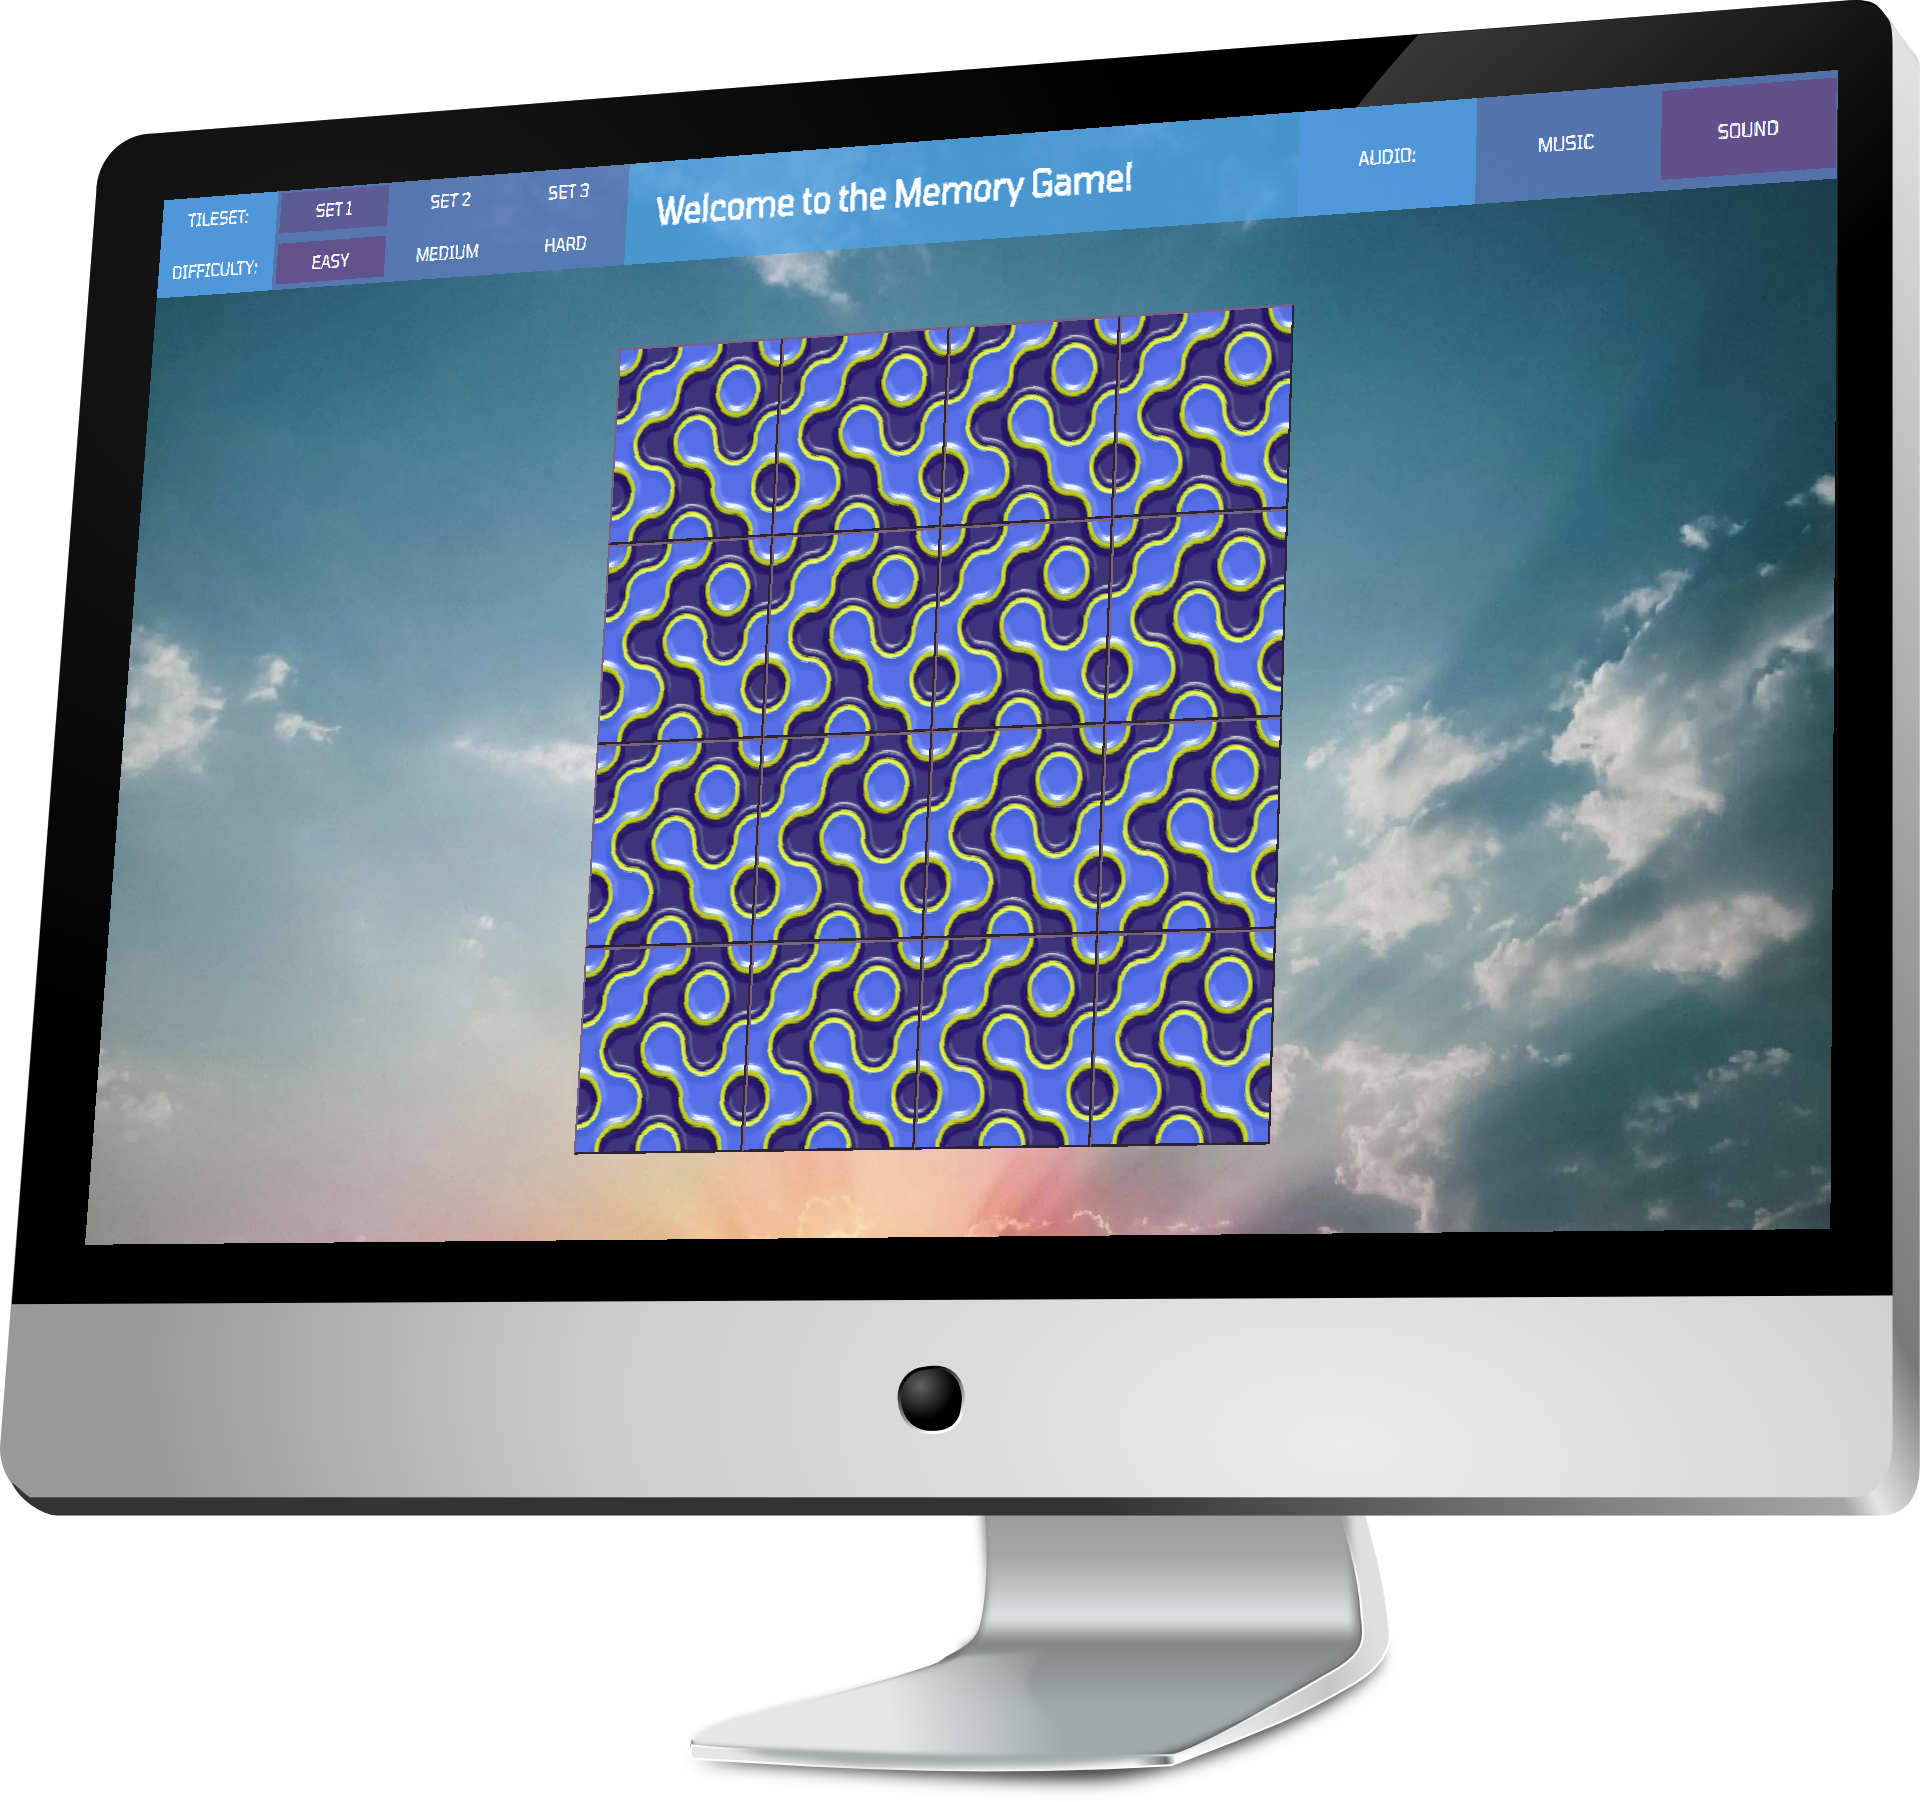 TILESET: SET 1 SET 2 SET 3
DIFFICULTY: EASY MEDIUM HARD
Welcome to the Memory Game!
AUDIO: MUSIC SOUND